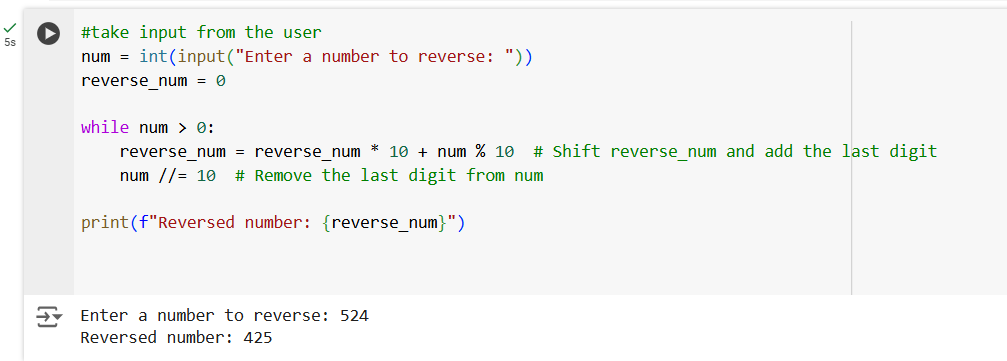 5s
#take input from the user
num = int(input("Enter a number to reverse: "))
reverse_num = 0
while num > 0:
    reverse_num = reverse_num * 10 + num % 10  # Shift reverse_num and add the last digit
    num //= 10  # Remove the last digit from num
print(f"Reversed number: {reverse_num}")
Enter a number to reverse: 524
Reversed number: 425